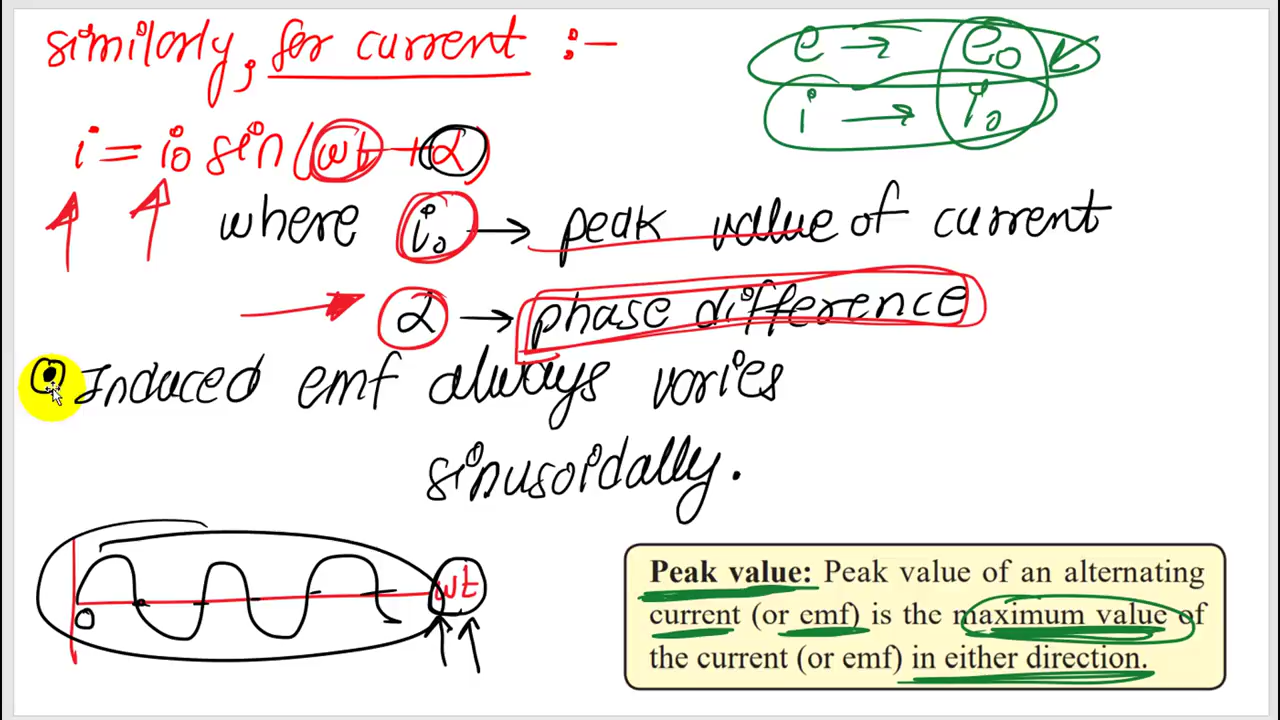 similarly, for current :-
e → e₀
i → i₀
i = i₀ sin(ωt + α)
where i₀ → peak value of current
α → phase difference
Induced emf always varies
sinusoidally.
0
ωt
Peak value: Peak value of an alternating
current (or emf) is the maximum value of
the current (or emf) in either direction.